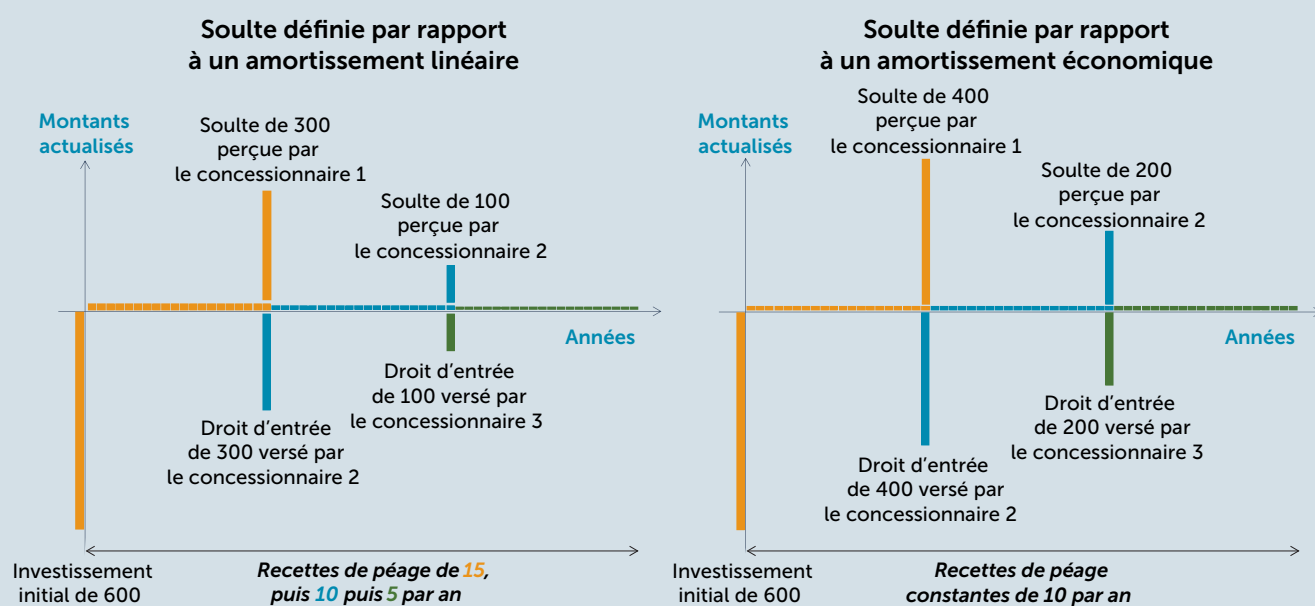 Soulte définie par rapport
à un amortissement linéaire
Montants
actualisés
Soulte de 300
perçue par
le concessionnaire 1
Soulte de 100
perçue par
le concessionnaire 2
Années
Droit d’entrée
de 300 versé par
le concessionnaire 2
Droit d’entrée
de 100 versé par
le concessionnaire 3
Investissement
initial de 600
Recettes de péage de 15,
puis 10 puis 5 par an
Soulte définie par rapport
à un amortissement économique
Montants
actualisés
Soulte de 400
perçue par
le concessionnaire 1
Soulte de 200
perçue par
le concessionnaire 2
Années
Droit d’entrée
de 400 versé par
le concessionnaire 2
Droit d’entrée
de 200 versé par
le concessionnaire 3
Investissement
initial de 600
Recettes de péage
constantes de 10 par an